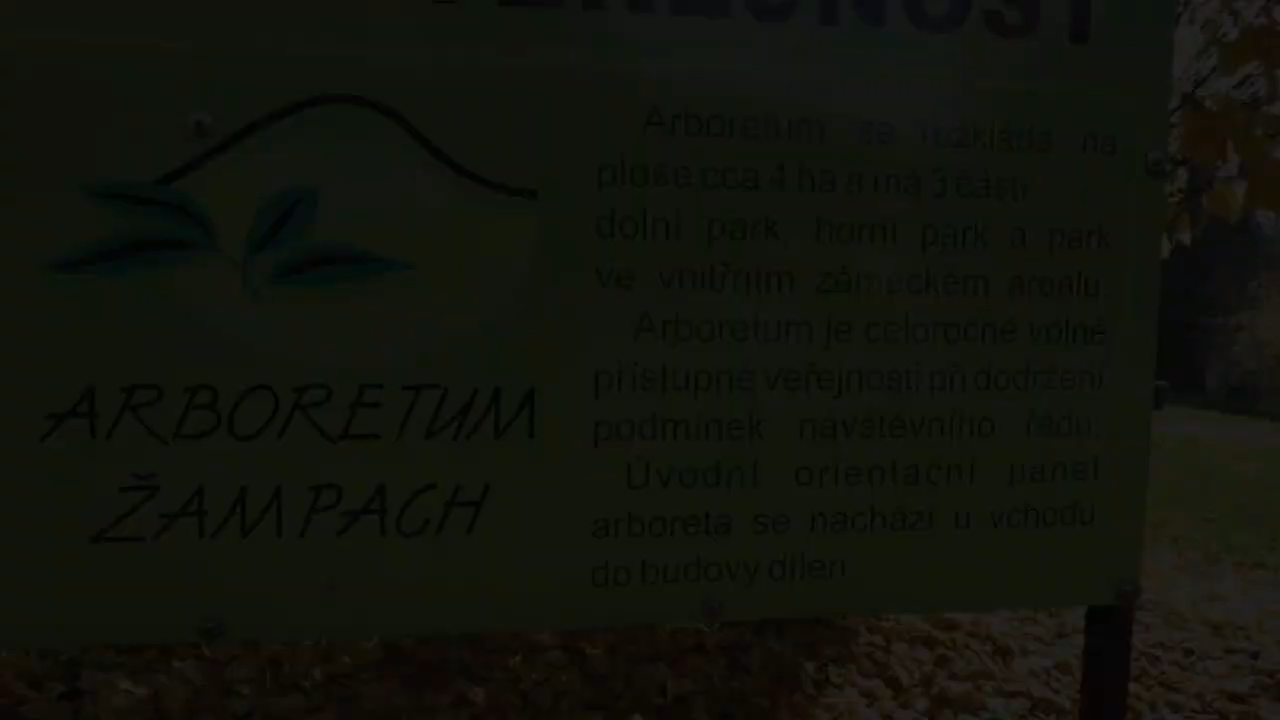 VEŘEJNOST
ARBORETUM
ŽAMPACH
Arboretum se rozkládá na
ploše cca 4 ha a má 3 části
dolní park, horní park a park
ve vnitřním zámeckém areálu.
Arboretum je celoročně volně
přístupné veřejnosti při dodržení
podmínek návštěvního řádu.
Úvodní orientační panel
arboreta se nachází u vchodu
do budovy dílen